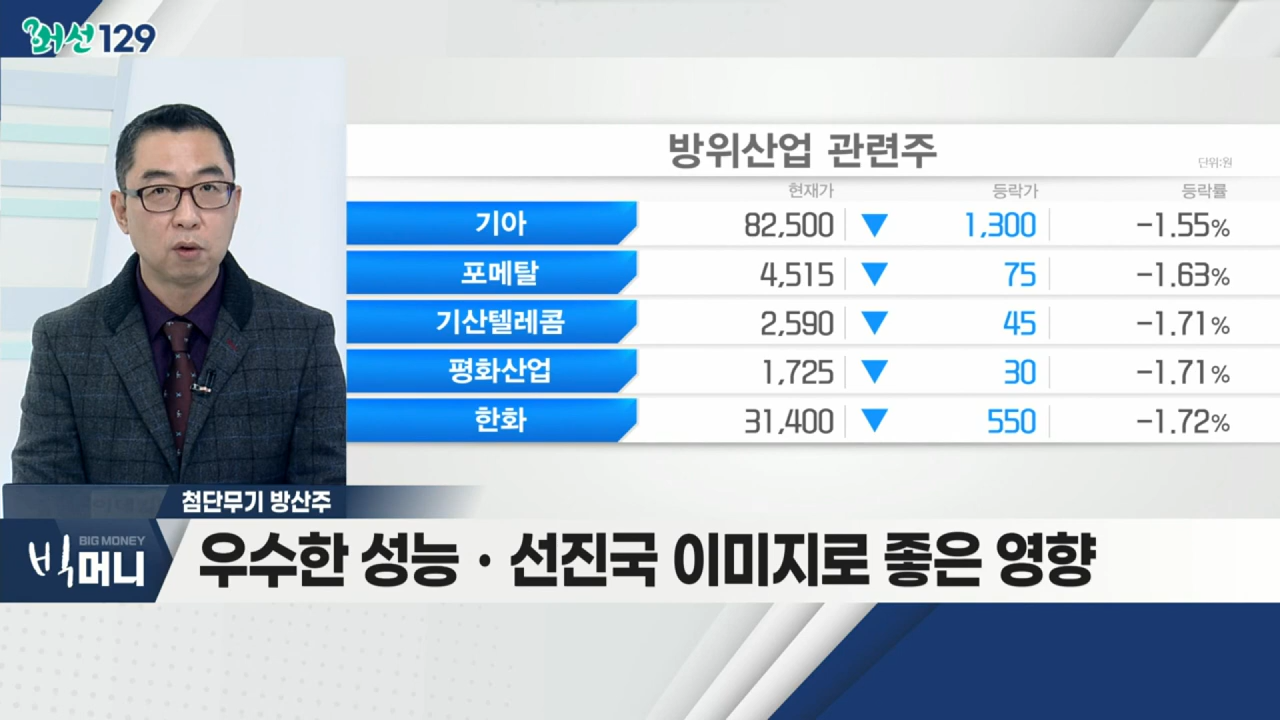 머선129
방위산업 관련주
단위:원
현재가 등락가 등락률
기아 82,500 ▼ 1,300 -1.55%
포메탈 4,515 ▼ 75 -1.63%
기산텔레콤 2,590 ▼ 45 -1.71%
평화산업 1,725 ▼ 30 -1.71%
한화 31,400 ▼ 550 -1.72%
첨단무기 방산주
BIG MONEY
빅머니
우수한 성능·선진국 이미지로 좋은 영향